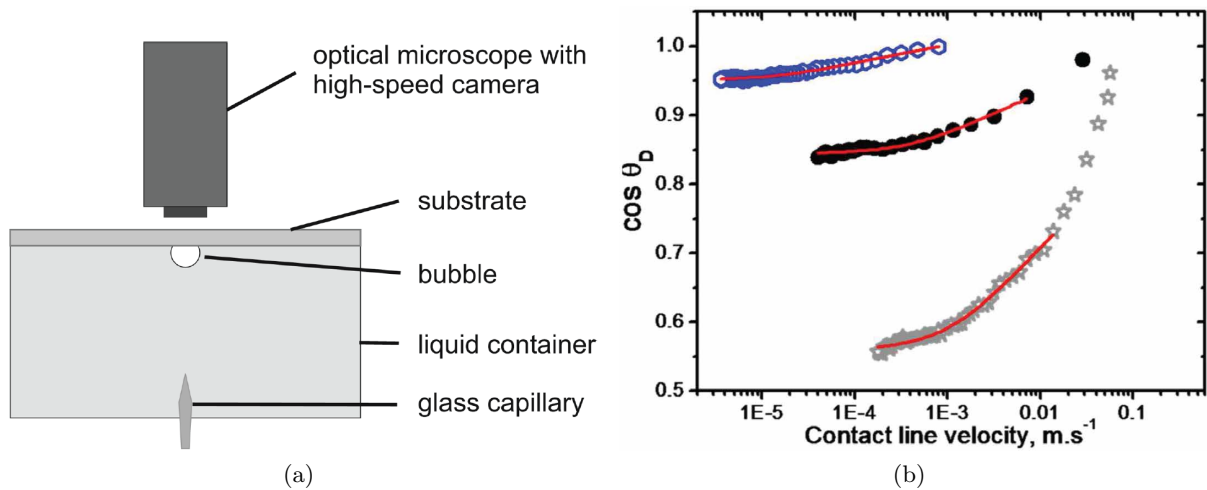 optical microscope with
high-speed camera
substrate
bubble
liquid container
glass capillary
(a)
cos θ_D
1.0
0.9
0.8
0.7
0.6
0.5
1E-5 1E-4 1E-3 0.01 0.1
Contact line velocity, m.s⁻¹
(b)